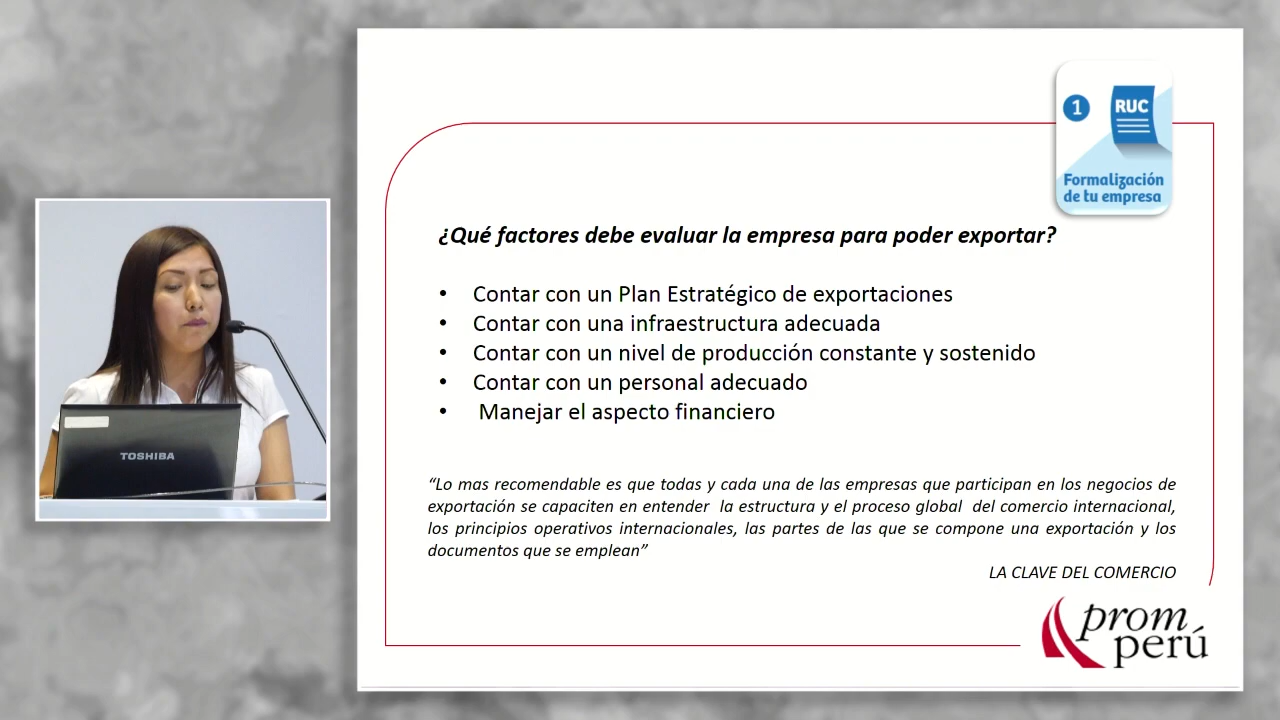 1
RUC
Formalización
de tu empresa
¿Qué factores debe evaluar la empresa para poder exportar?
• Contar con un Plan Estratégico de exportaciones
• Contar con una infraestructura adecuada
• Contar con un nivel de producción constante y sostenido
• Contar con un personal adecuado
• Manejar el aspecto financiero
“Lo mas recomendable es que todas y cada una de las empresas que participan en los negocios de
exportación se capaciten en entender la estructura y el proceso global del comercio internacional,
los principios operativos internacionales, las partes de las que se compone una exportación y los
documentos que se emplean”
LA CLAVE DEL COMERCIO
prom
perú
TOSHIBA